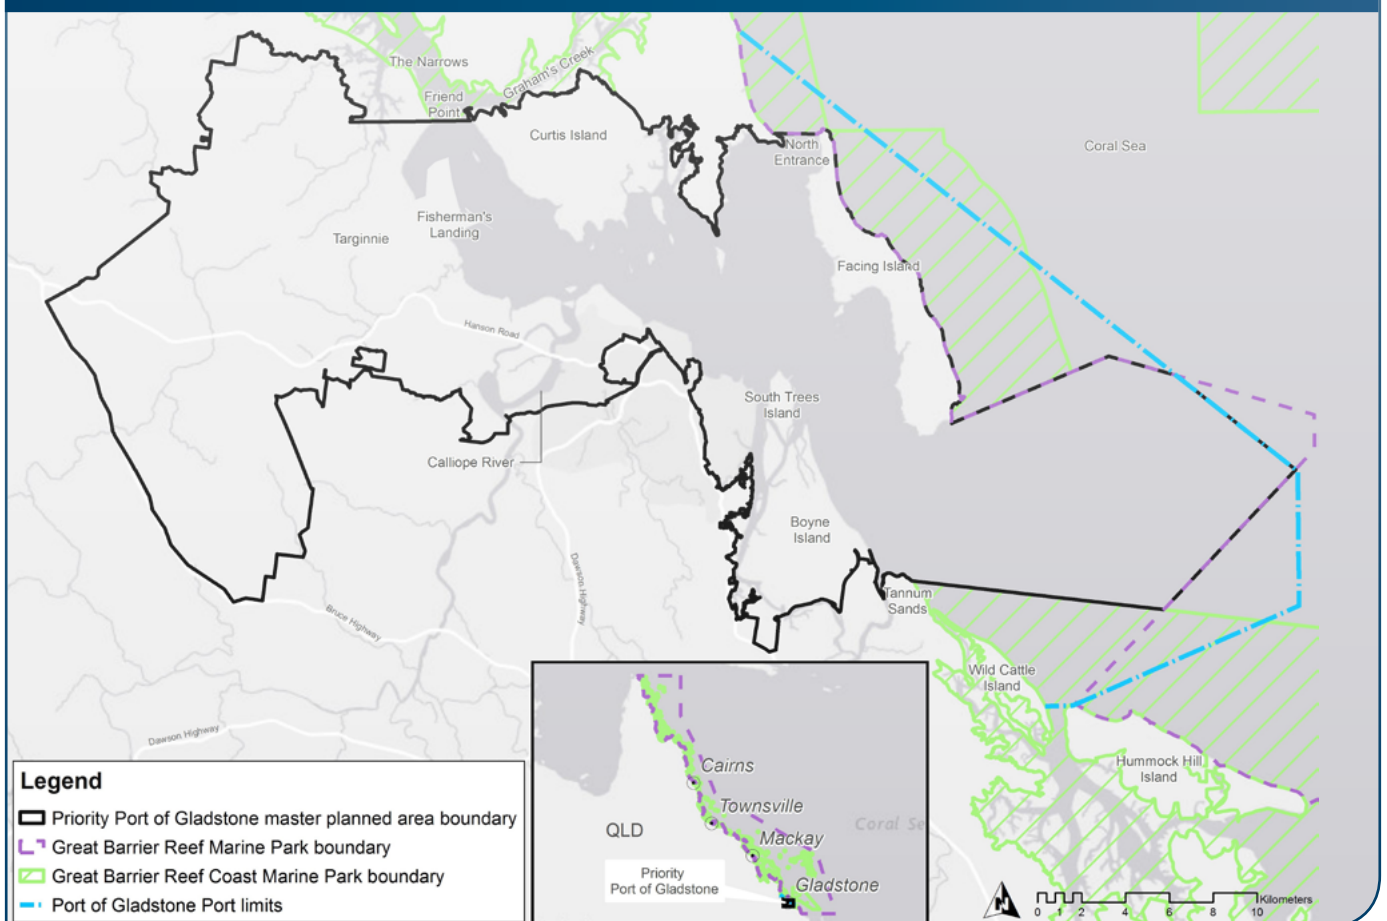 The Narrows
Graham's Creek
Friend
Point
Curtis Island
North
Entrance
Coral Sea
Fisherman's
Landing
Targinnie
Facing Island
Hanson Road
South Trees
Island
Calliope River
Boyne
Island
Dawson Highway
Tannum
Sands
Bruce Highway
Wild Cattle
Island
Dawson Highway
Hummock Hill
Island
Legend
Priority Port of Gladstone master planned area boundary
Great Barrier Reef Marine Park boundary
Great Barrier Reef Coast Marine Park boundary
Port of Gladstone Port limits
Cairns
Townsville
QLD
Mackay
Coral Se
Priority
Port of Gladstone
Gladstone
N
Kilometers
0 1 2 4 6 8 10